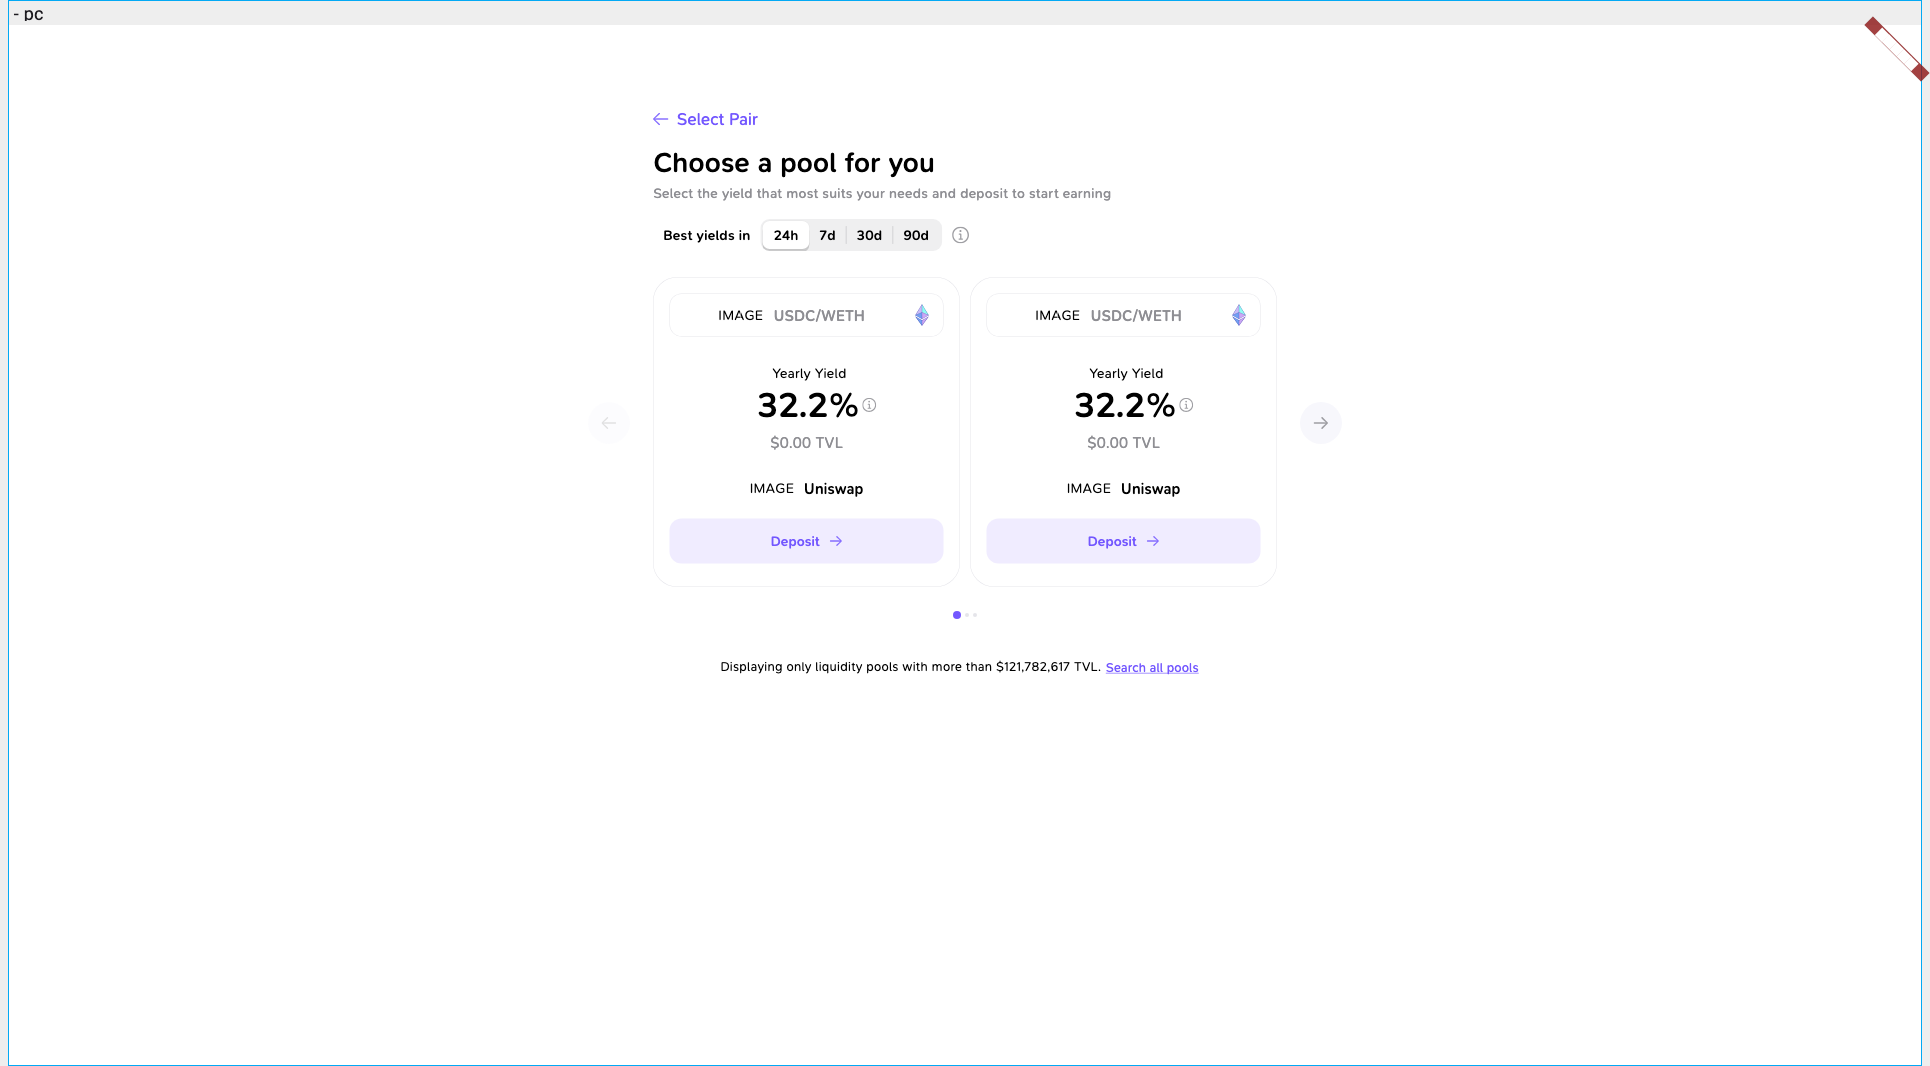 - pc
Select Pair
Choose a pool for you
Select the yield that most suits your needs and deposit to start earning
Best yields in 24h 7d 30d 90d
IMAGE USDC/WETH
Yearly Yield
32.2%
$0.00 TVL
IMAGE Uniswap
Deposit
IMAGE USDC/WETH
Yearly Yield
32.2%
$0.00 TVL
IMAGE Uniswap
Deposit
Displaying only liquidity pools with more than $121,782,617 TVL. Search all pools